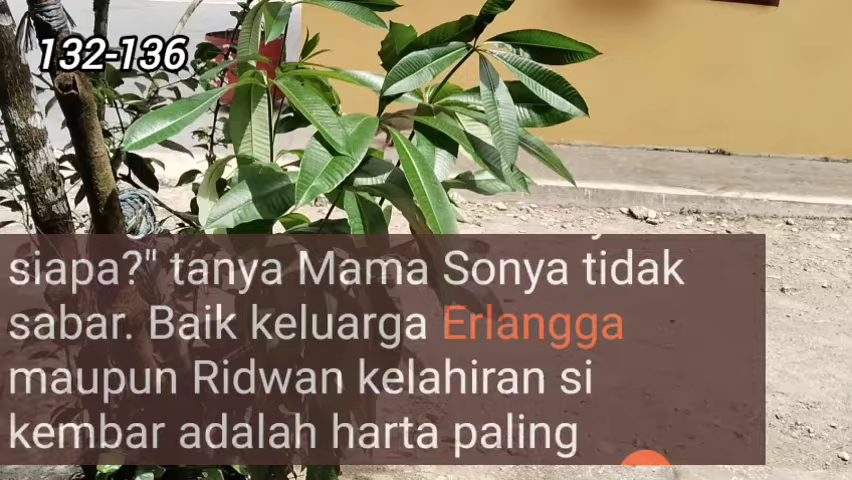 132-136
siapa?" tanya Mama Sonya tidak
sabar. Baik keluarga Erlangga
maupun Ridwan kelahiran si
kembar adalah harta paling